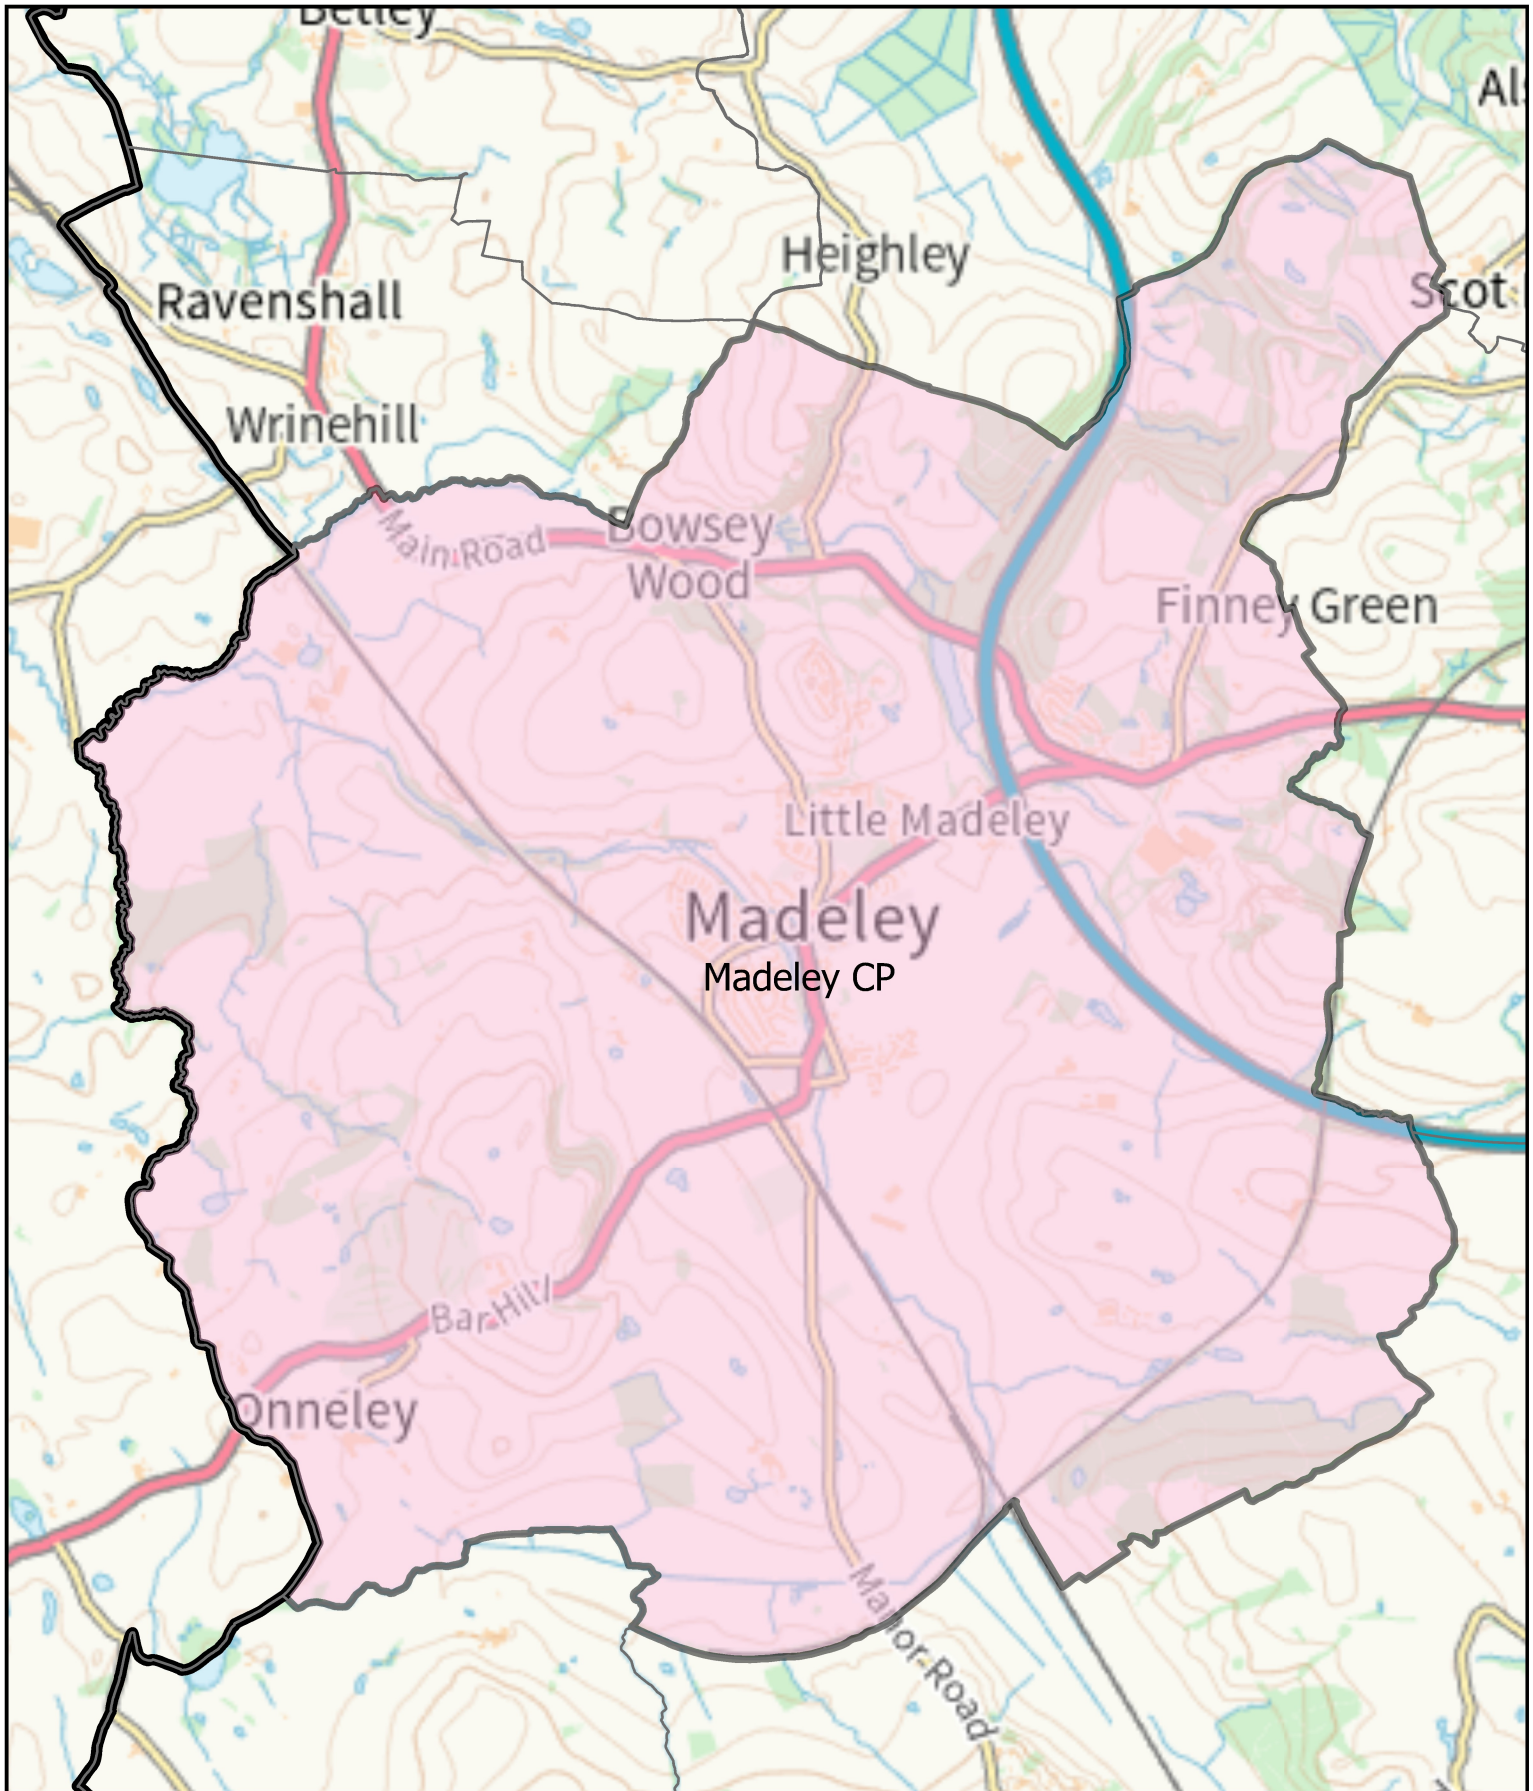 Betley
Als
Heighley
Ravenshall
Scot
Wrinehill
Main Road
Bowsey
Wood
Finney Green
Little Madeley
Madeley
Madeley CP
Bar Hill
Onneley
Manor Road